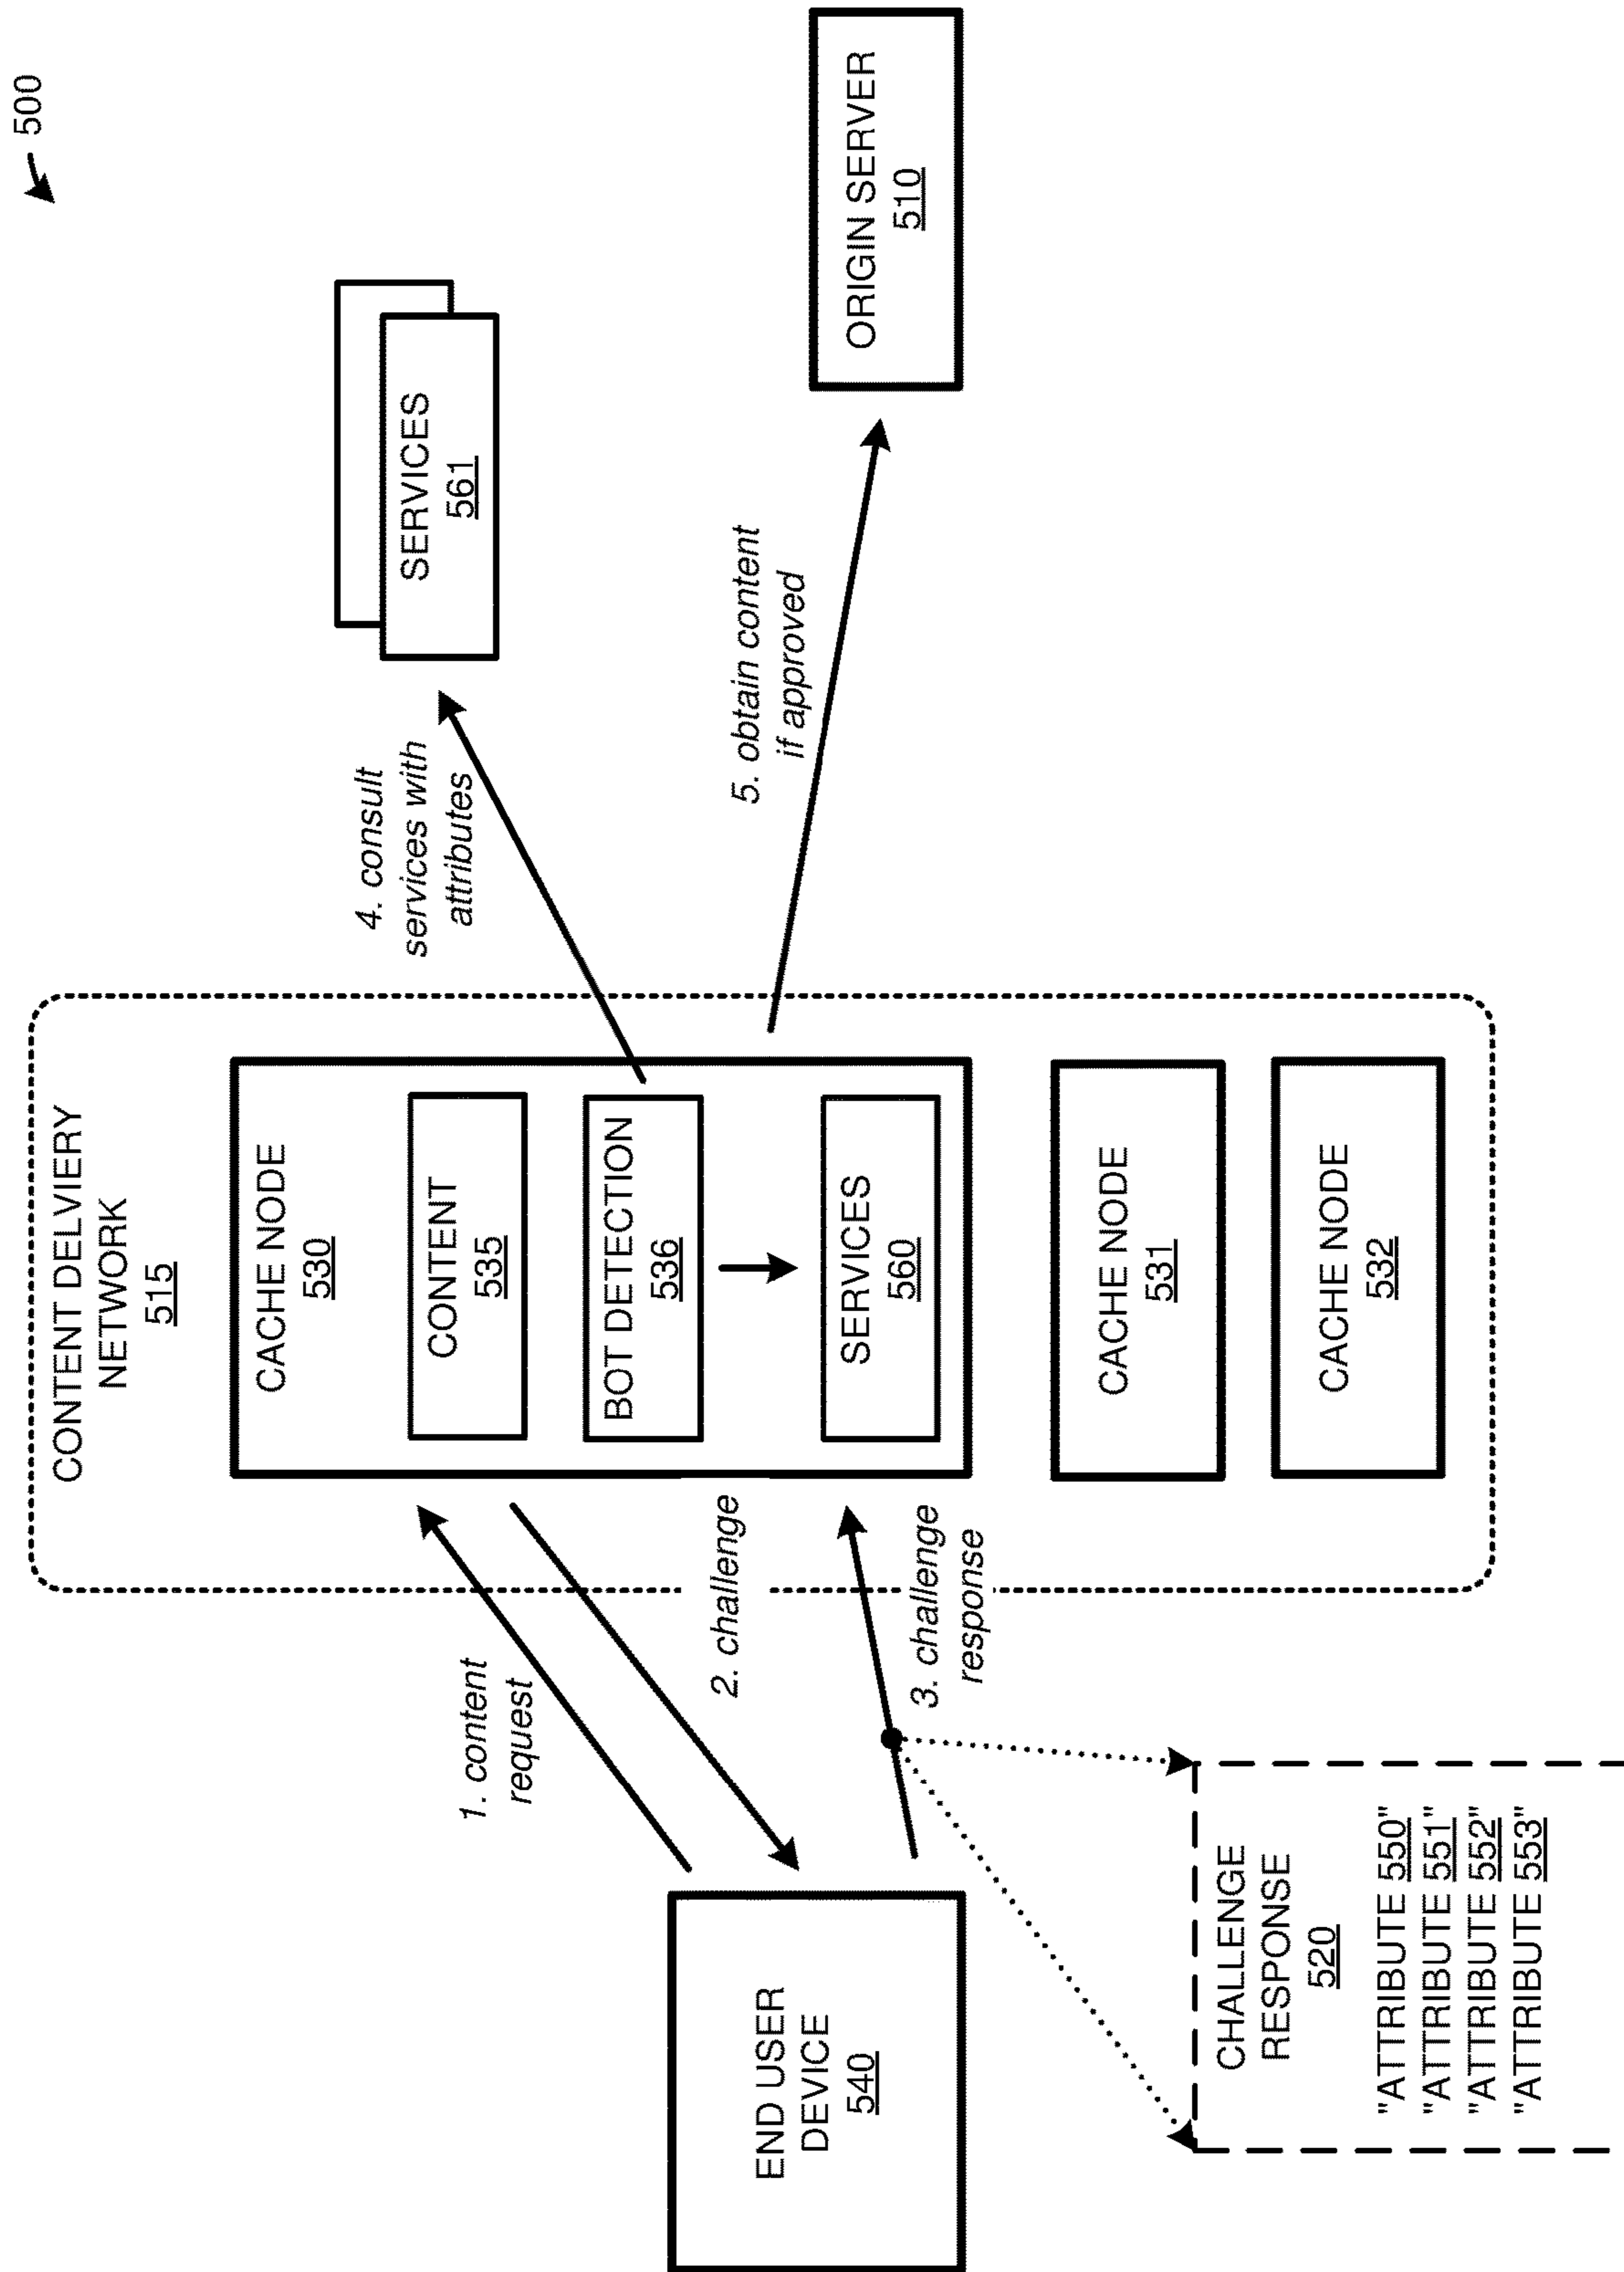 500
CONTENT DELVIERY
NETWORK
515
CACHE NODE
530
CONTENT
535
BOT DETECTION
536
SERVICES
560
CACHE NODE
531
CACHE NODE
532
1. content
request
2. challenge
3. challenge
response
END USER
DEVICE
540
CHALLENGE
RESPONSE
520
"ATTRIBUTE 550"
"ATTRIBUTE 551"
"ATTRIBUTE 552"
"ATTRIBUTE 553"
4. consult
services with
attributes
SERVICES
561
5. obtain content
if approved
ORIGIN SERVER
510